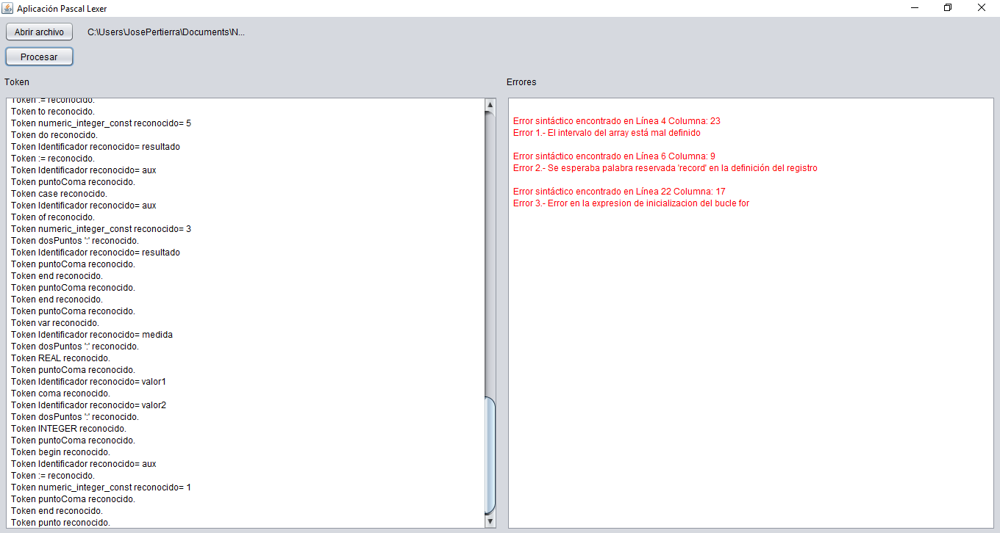 Aplicación Pascal Lexer
Abrir archivo
C:\Users\JosePertierra\Documents\N...
Procesar
Token
Token := reconocido.
Token to reconocido.
Token numeric_integer_const reconocido= 5
Token do reconocido.
Token Identificador reconocido= resultado
Token := reconocido.
Token Identificador reconocido= aux
Token puntoComa reconocido.
Token case reconocido.
Token Identificador reconocido= aux
Token of reconocido.
Token numeric_integer_const reconocido= 3
Token dosPuntos ':' reconocido.
Token Identificador reconocido= resultado
Token puntoComa reconocido.
Token end reconocido.
Token puntoComa reconocido.
Token end reconocido.
Token puntoComa reconocido.
Token var reconocido.
Token Identificador reconocido= medida
Token dosPuntos ':' reconocido.
Token REAL reconocido.
Token puntoComa reconocido.
Token Identificador reconocido= valor1
Token coma reconocido.
Token Identificador reconocido= valor2
Token dosPuntos ':' reconocido.
Token INTEGER reconocido.
Token puntoComa reconocido.
Token begin reconocido.
Token Identificador reconocido= aux
Token := reconocido.
Token numeric_integer_const reconocido= 1
Token puntoComa reconocido.
Token end reconocido.
Token punto reconocido.
Errores
Error sintáctico encontrado en Línea 4 Columna: 23
Error 1.- El intervalo del array está mal definido
Error sintáctico encontrado en Línea 6 Columna: 9
Error 2.- Se esperaba palabra reservada 'record' en la definición del registro
Error sintáctico encontrado en Línea 22 Columna: 17
Error 3.- Error en la expresion de inicializacion del bucle for